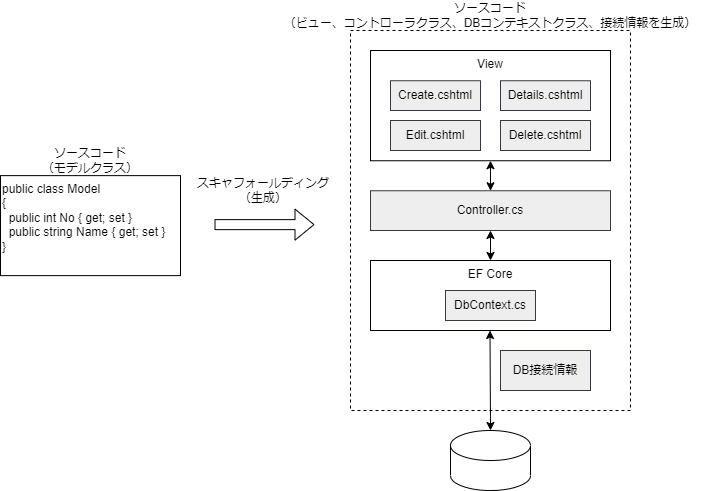 ソースコード
（モデルクラス）
public class Model
{
public int No { get; set }
public string Name { get; set }
}
スキャフォールディング
（生成）
ソースコード
（ビュー、コントローラクラス、DBコンテキストクラス、接続情報を生成）
View
Create.cshtml
Details.cshtml
Edit.cshtml
Delete.cshtml
Controller.cs
EF Core
DbContext.cs
DB接続情報